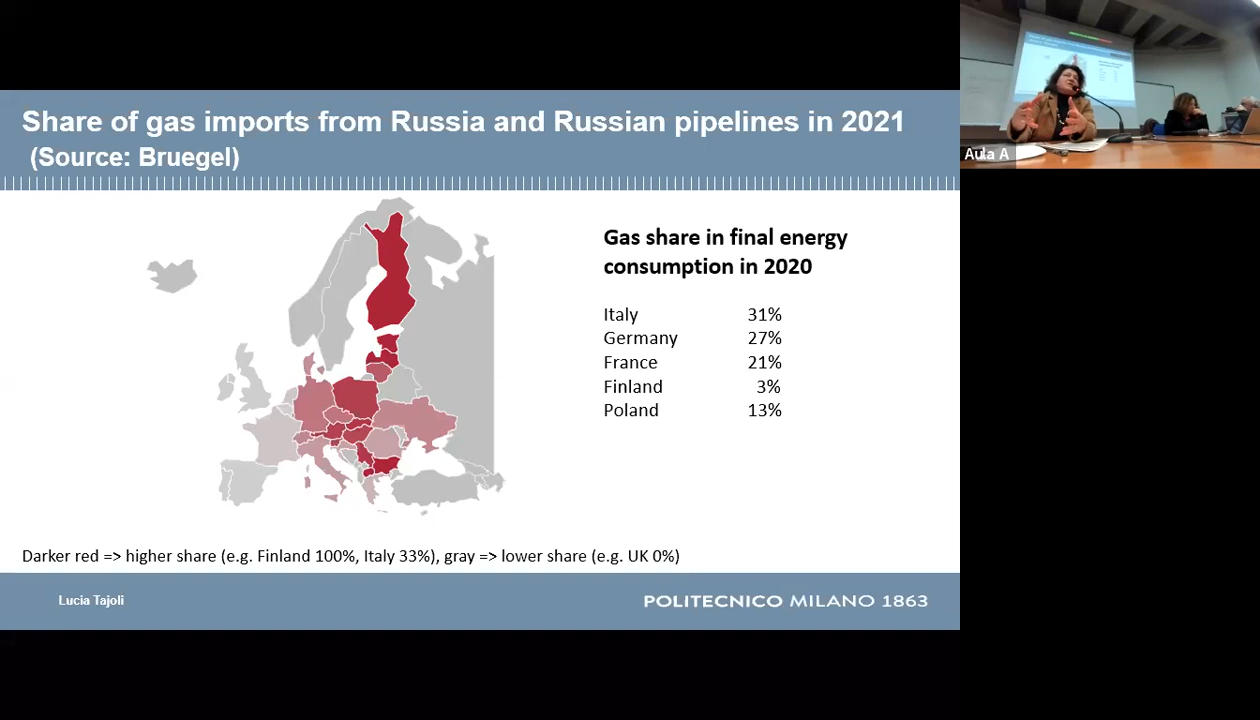 Share of gas imports from Russia and Russian pipelines in 2021
(Source: Bruegel)
Gas share in final energy
consumption in 2020
Italy 31%
Germany 27%
France 21%
Finland 3%
Poland 13%
Darker red => higher share (e.g. Finland 100%, Italy 33%), gray => lower share (e.g. UK 0%)
Lucia Tajoli
POLITECNICO MILANO 1863
Aula A